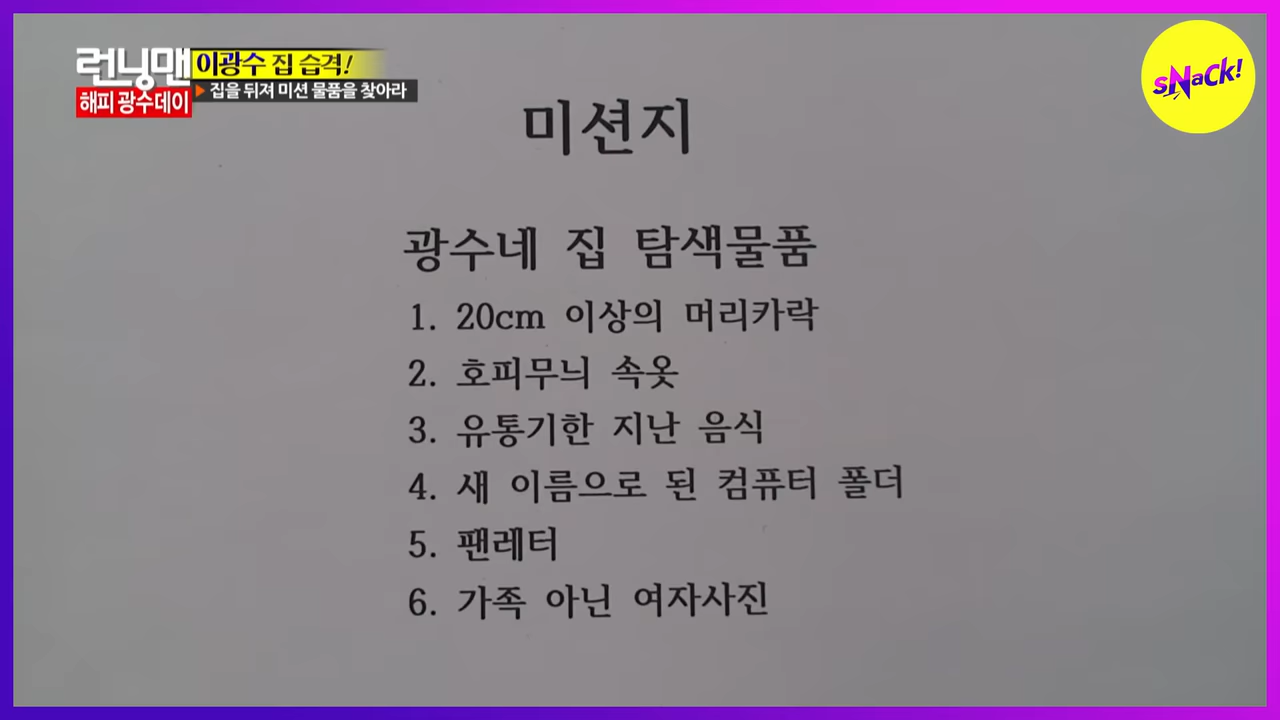 런닝맨
해피 광수데이
이광수 집 습격!
집을 뒤져 미션 물품을 찾아라
sNaCK!
미션지
광수네 집 탐색물품
1. 20cm 이상의 머리카락
2. 호피무늬 속옷
3. 유통기한 지난 음식
4. 새 이름으로 된 컴퓨터 폴더
5. 팬레터
6. 가족 아닌 여자사진